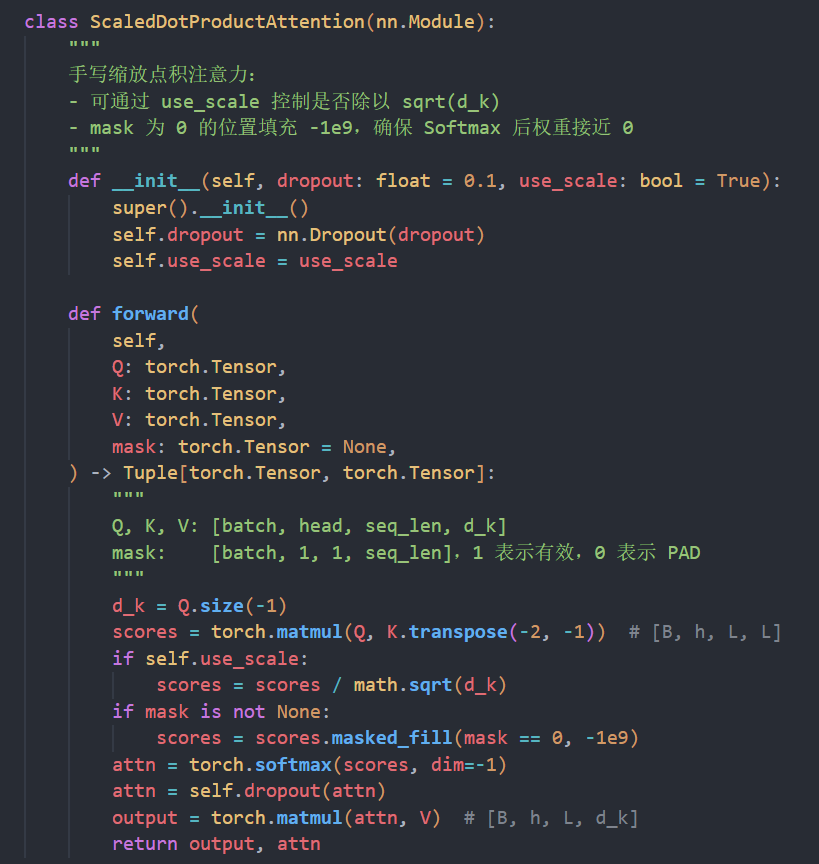 class ScaledDotProductAttention(nn.Module):
    """
    手写缩放点积注意力：
    - 可通过 use_scale 控制是否除以 sqrt(d_k)
    - mask 为 0 的位置填充 -1e9，确保 Softmax 后权重接近 0
    """
    def __init__(self, dropout: float = 0.1, use_scale: bool = True):
        super().__init__()
        self.dropout = nn.Dropout(dropout)
        self.use_scale = use_scale

    def forward(
        self,
        Q: torch.Tensor,
        K: torch.Tensor,
        V: torch.Tensor,
        mask: torch.Tensor = None,
    ) -> Tuple[torch.Tensor, torch.Tensor]:
        """
        Q, K, V: [batch, head, seq_len, d_k]
        mask:    [batch, 1, 1, seq_len]，1 表示有效，0 表示 PAD
        """
        d_k = Q.size(-1)
        scores = torch.matmul(Q, K.transpose(-2, -1))  # [B, h, L, L]
        if self.use_scale:
            scores = scores / math.sqrt(d_k)
        if mask is not None:
            scores = scores.masked_fill(mask == 0, -1e9)
        attn = torch.softmax(scores, dim=-1)
        attn = self.dropout(attn)
        output = torch.matmul(attn, V)  # [B, h, L, d_k]
        return output, attn